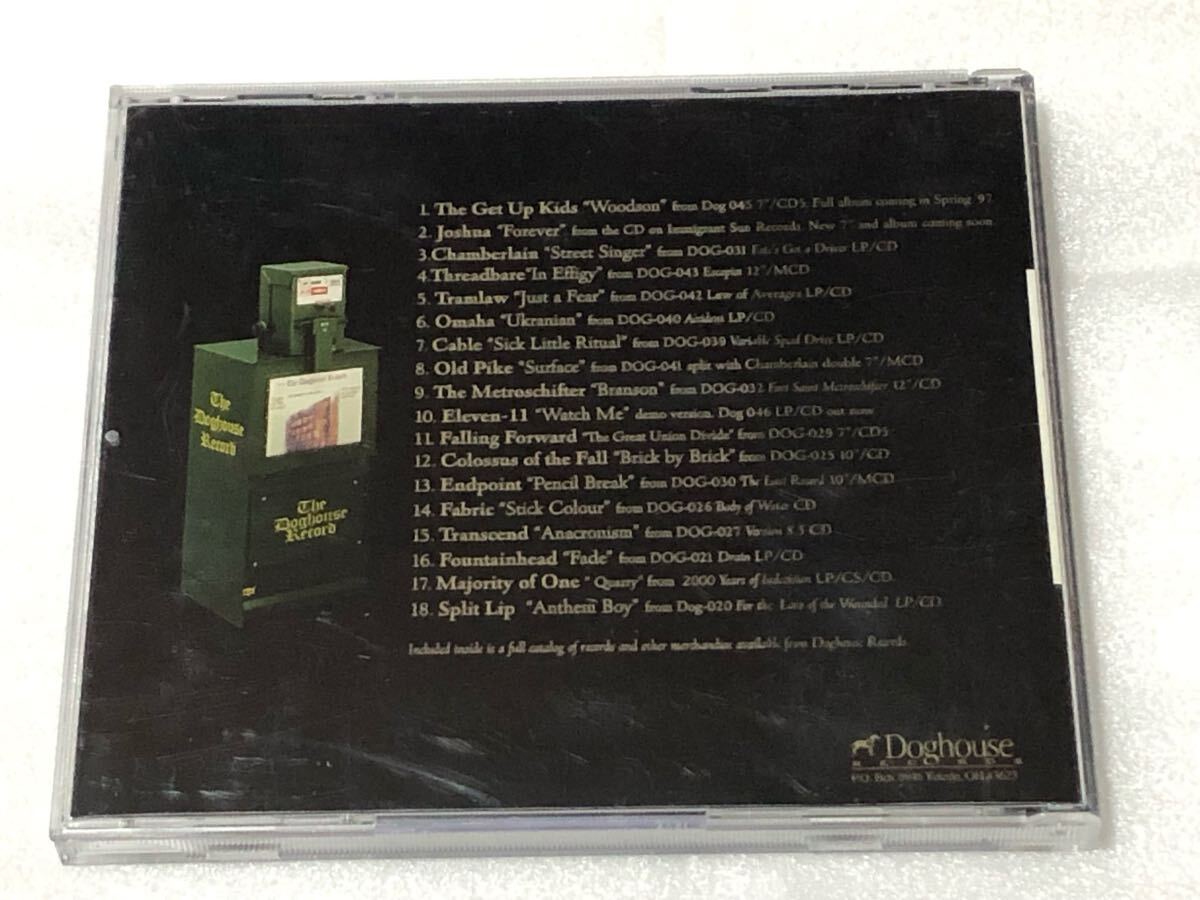 1. The Get Up Kids "Woodson" from Dog 045 7"/CD5. Full album coming in Spring '97
2. Joshua "Forever" from the CD on Immigrant Sun Records. New 7" and album coming soon.
3. Chamberlain "Street Singer" from DOG-031 Fate's Got a Driver LP/CD
4. Threadbare "In Effigy" from DOG-043 Escapist 12"/MCD
5. Tramlaw "Just a Fear" from DOG-042 Law of Averages LP/CD
6. Omaha "Ukranian" from DOG-040 LP/CD
7. Cable "Sick Little Ritual" from DOG-039 Variable Speed Drive LP/CD
8. Old Pike "Surface" from DOG-041 split with Chamberlain double 7"/MCD
9. The Metroschifter "Branson" from DOG-032 Fort Saint Metroschifter 12"/CD
10. Eleven-11 "Watch Me" demo version. Dog 046 LP/CD out now
11. Falling Forward "The Great Union Divide" from DOG-029 7"/CD5
12. Colossus of the Fall "Brick by Brick" from DOG-025 10"/CD
13. Endpoint "Pencil Break" from DOG-030 The Last Record 10"/MCD
14. Fabric "Stick Colour" from DOG-026 Body of Water CD
15. Transcend "Anacronism" from DOG-027 Version 8.5 CD
16. Fountainhead "Fade" from DOG-021 Drain LP/CD
17. Majority of One " Quarry" from 2000 Years of Indecision LP/CS/CD.
18. Split Lip "Anthem Boy" from Dog-020 For the Love of the Wounded LP/CD.
Included inside is a full catalog of records and other merchandise available from Doghouse Records.
The Doghouse Record
The
Doghouse
Record
The
Doghouse
Record
Doghouse
RECORDS
P.O. Box Toledo, OH 43623